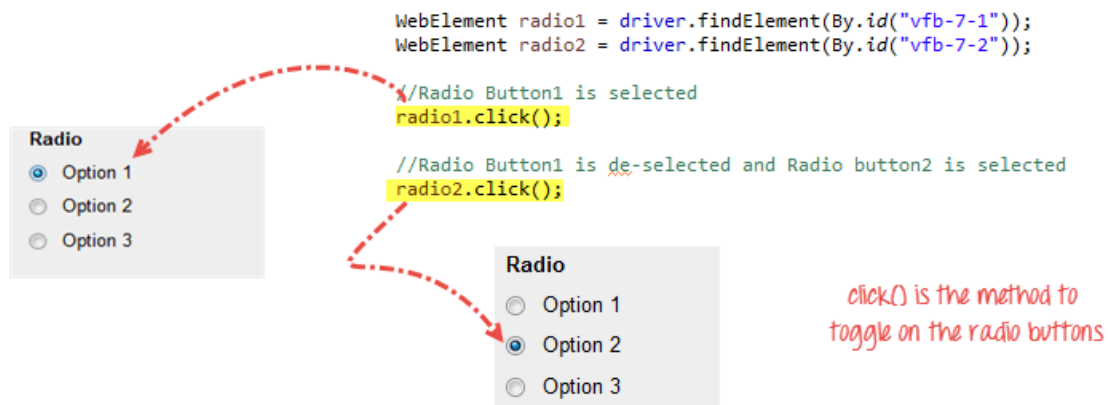 WebElement radio1 = driver.findElement(By.id("vfb-7-1"));
WebElement radio2 = driver.findElement(By.id("vfb-7-2"));
//Radio Button1 is selected
radio1.click();
//Radio Button1 is de-selected and Radio button2 is selected
radio2.click();
Radio
Option 1
Option 2
Option 3
Radio
Option 1
Option 2
Option 3
click() is the method to
toggle on the radio buttons